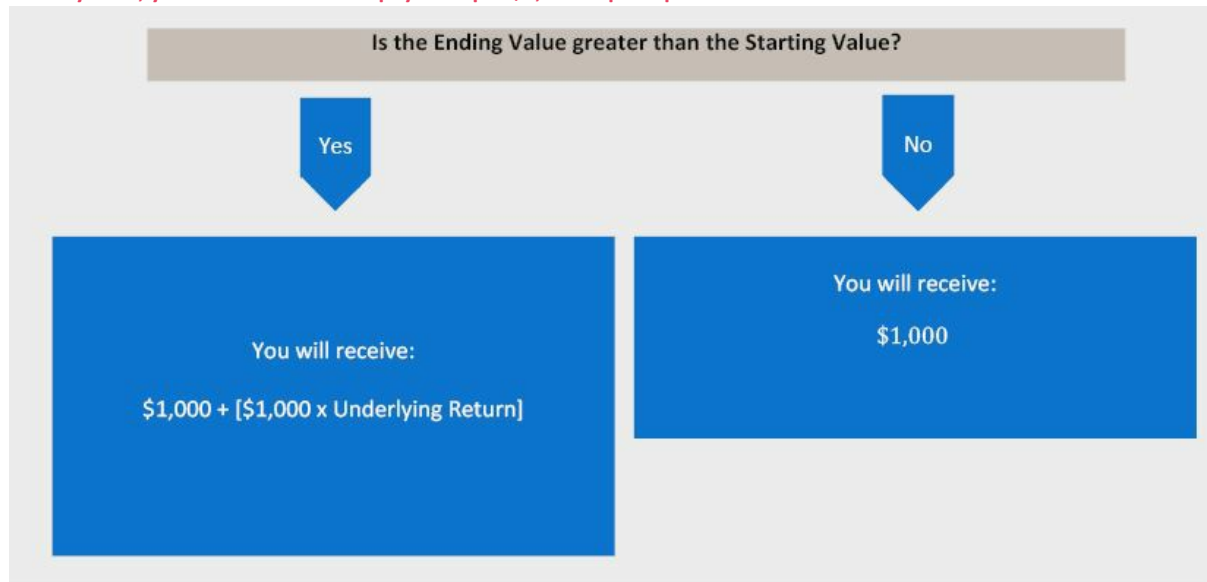 Is the Ending Value greater than the Starting Value?
Yes
No
You will receive:
$1,000 + [$1,000 x Underlying Return]
You will receive:
$1,000